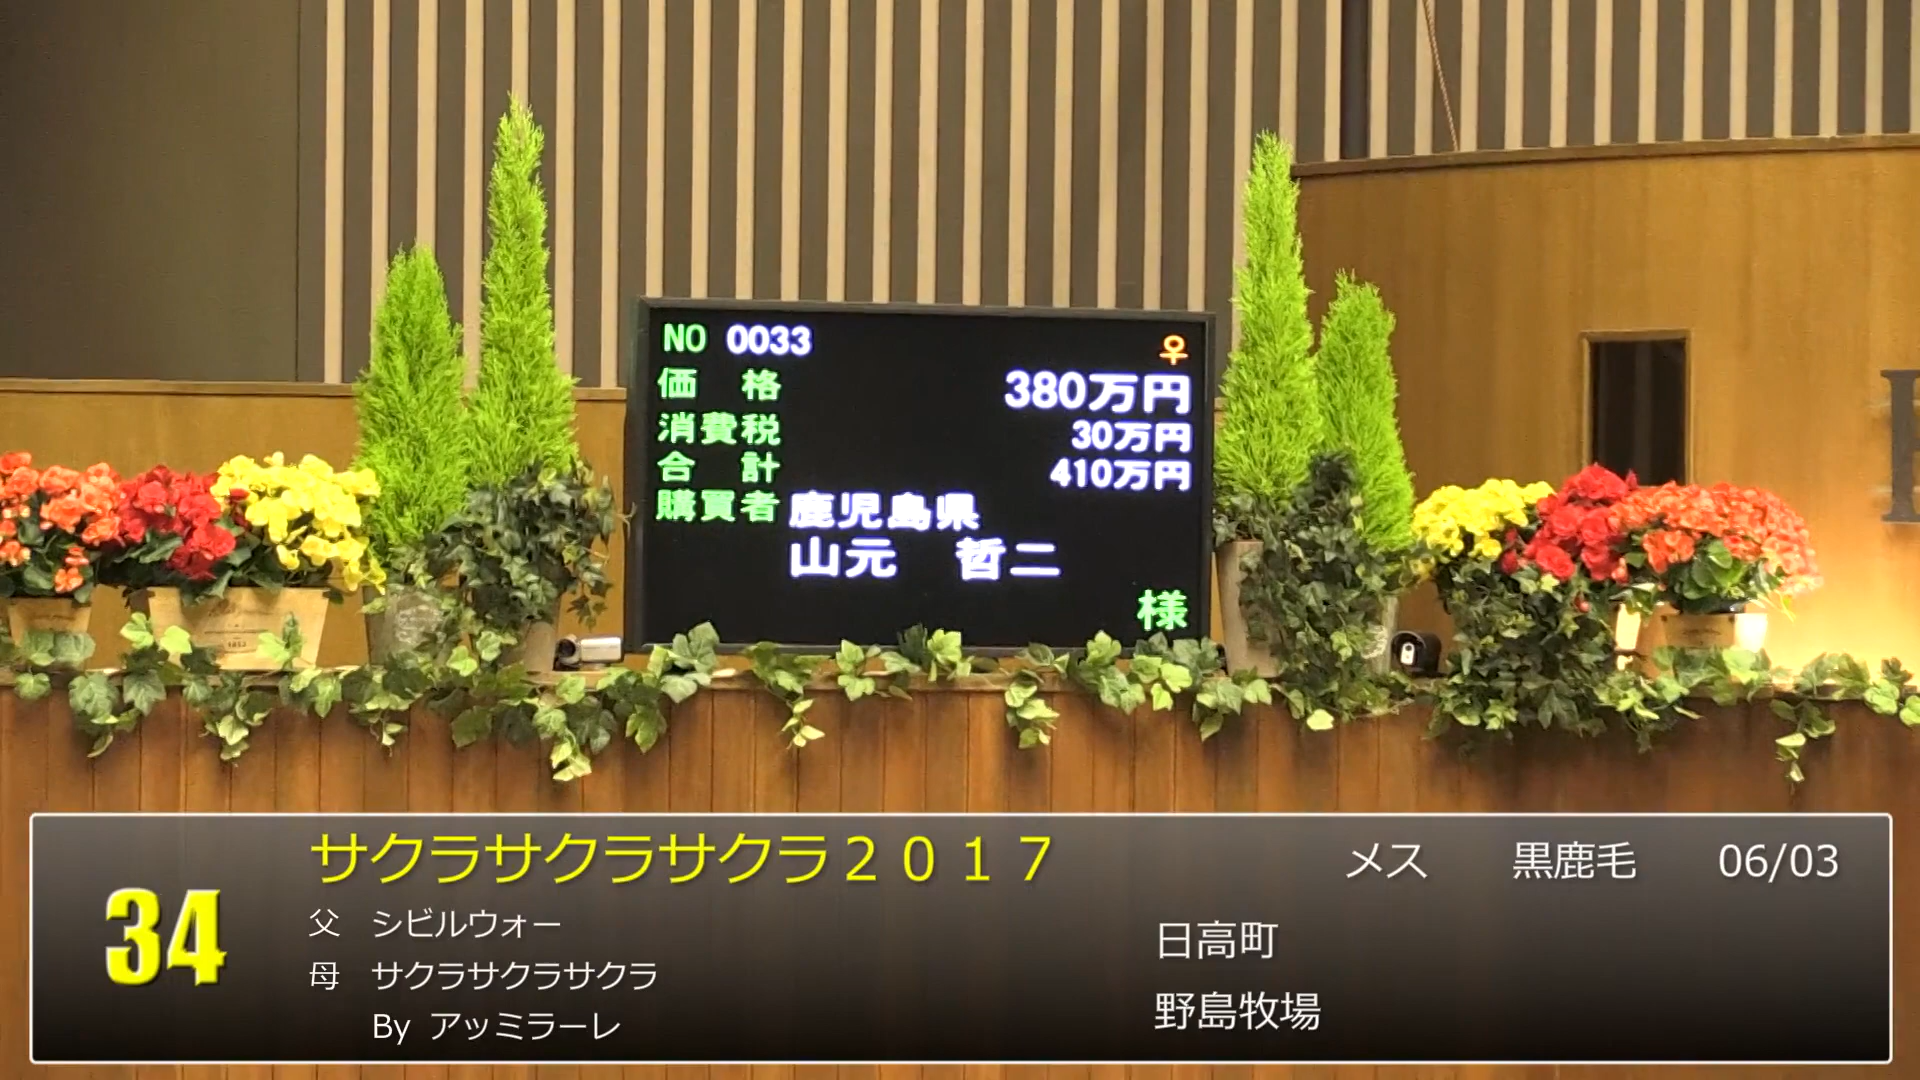 NO 0033 ♀
価 格 380万円
消費税 30万円
合 計 410万円
購買者 鹿児島県
山元 哲二
様
34
サクラサクラサクラ２０１７ メス 黒鹿毛 06/03
父 シビルウォー
母 サクラサクラサクラ
By アッミラーレ
日高町
野島牧場